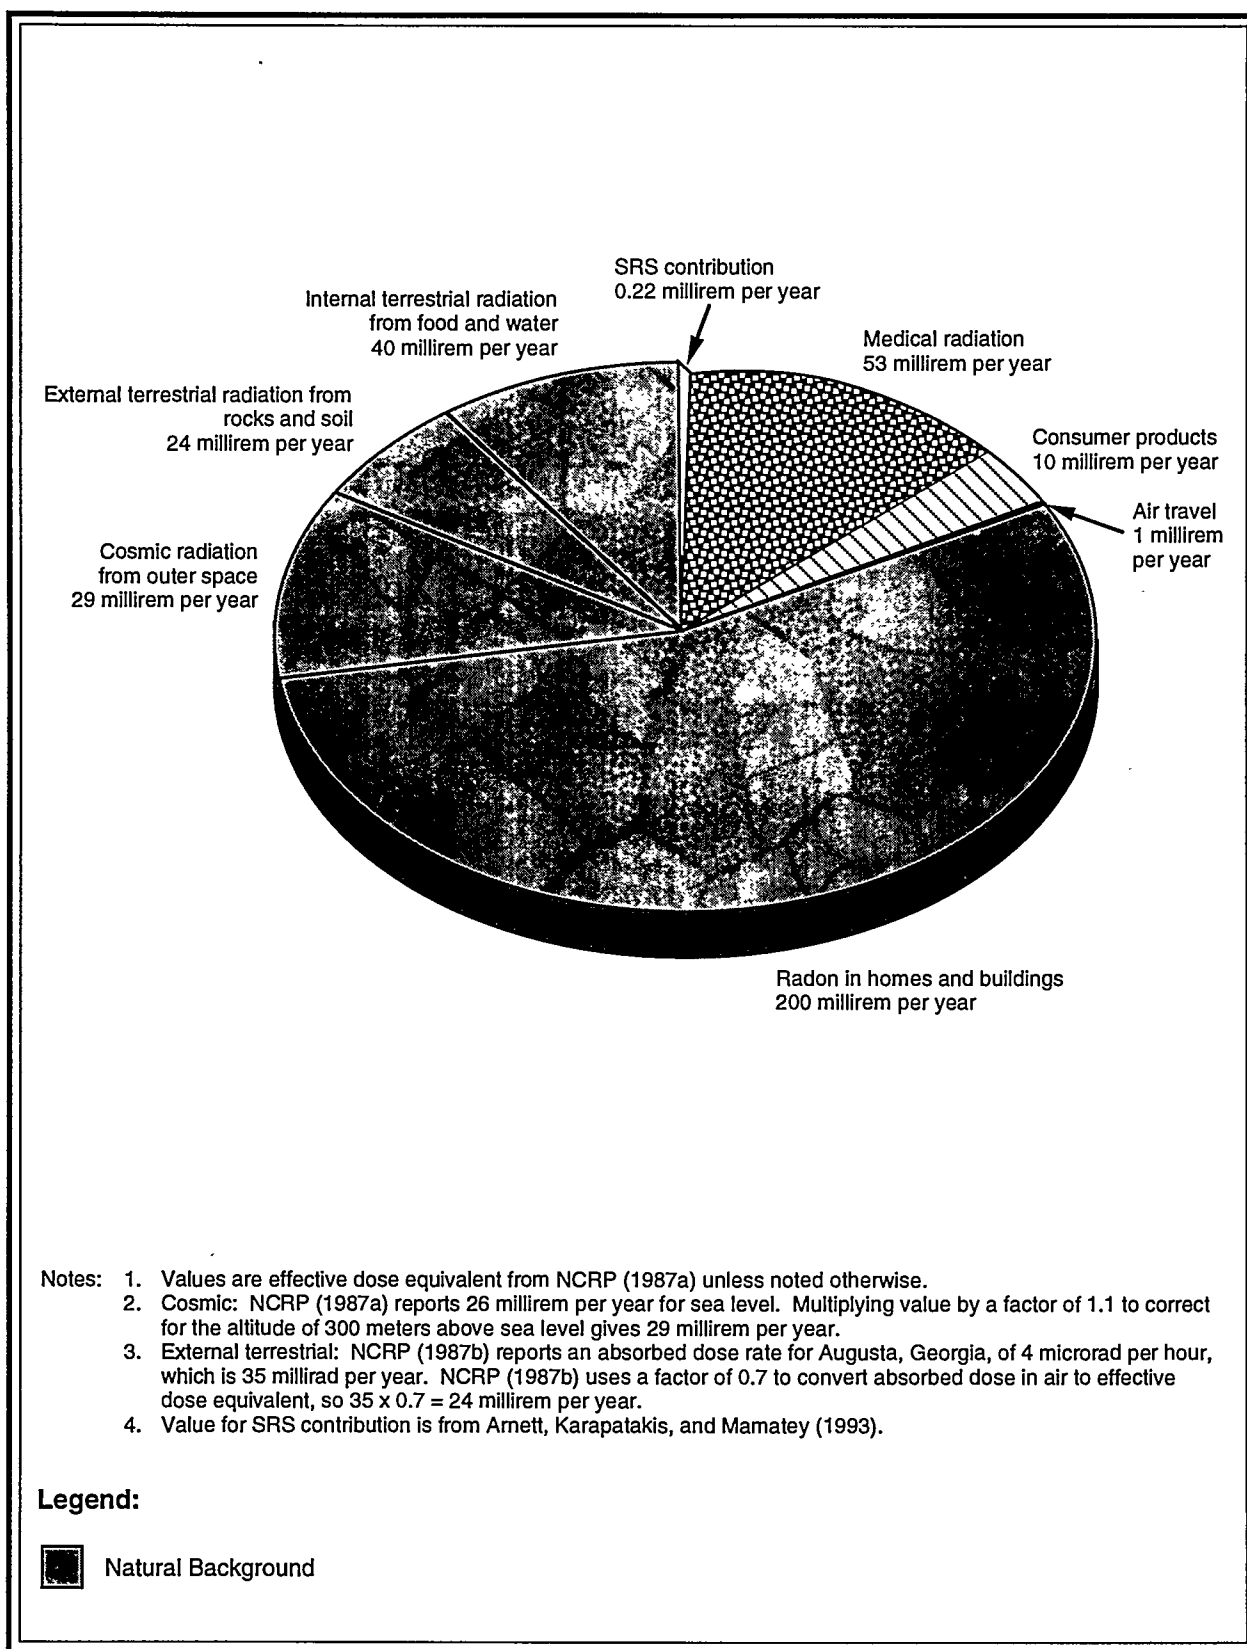 SRS contribution
0.22 millirem per year
Internal terrestrial radiation
from food and water
40 millirem per year
Medical radiation
53 millirem per year
External terrestrial radiation from
rocks and soil
24 millirem per year
Consumer products
10 millirem per year
Air travel
1 millirem
per year
Cosmic radiation
from outer space
29 millirem per year
Radon in homes and buildings
200 millirem per year
Notes: 1. Values are effective dose equivalent from NCRP (1987a) unless noted otherwise.
2. Cosmic: NCRP (1987a) reports 26 millirem per year for sea level. Multiplying value by a factor of 1.1 to correct
for the altitude of 300 meters above sea level gives 29 millirem per year.
3. External terrestrial: NCRP (1987b) reports an absorbed dose rate for Augusta, Georgia, of 4 microrad per hour,
which is 35 millirad per year. NCRP (1987b) uses a factor of 0.7 to convert absorbed dose in air to effective
dose equivalent, so 35 x 0.7 = 24 millirem per year.
4. Value for SRS contribution is from Arnett, Karapatakis, and Mamatey (1993).
Legend:
Natural Background